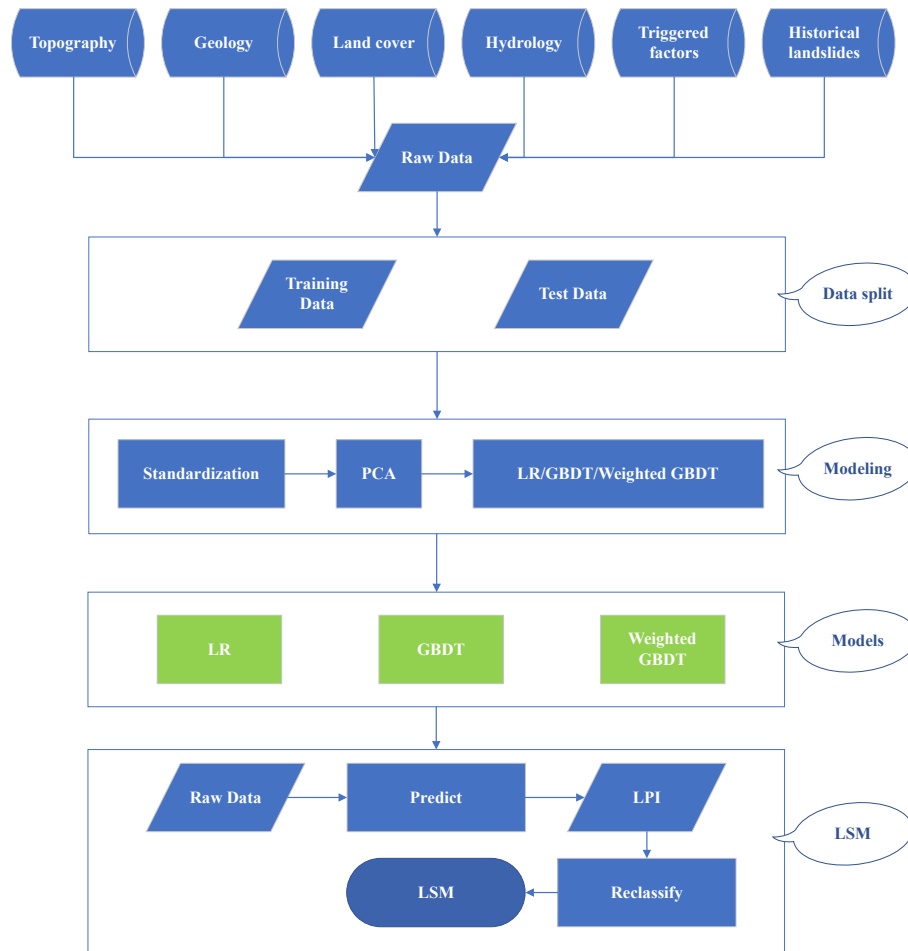 Topography
Geology
Land cover
Hydrology
Triggered
factors
Historical
landslides
Raw Data
Training
Data
Test Data
Data split
Standardization
PCA
LR/GBDT/Weighted GBDT
Modeling
LR
GBDT
Weighted
GBDT
Models
Raw Data
Predict
LPI
LSM
LSM
Reclassify